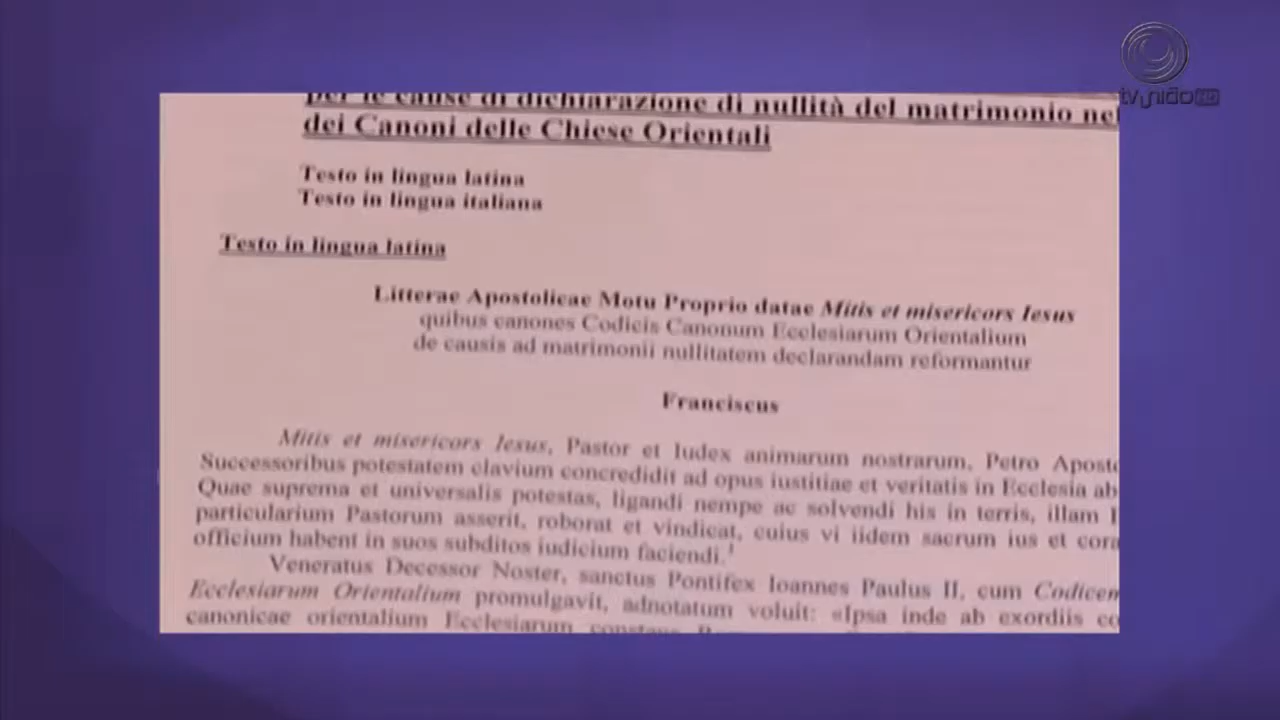 tvunião HD
per le cause di dichiarazione di nullità del matrimonio nel
dei Canoni delle Chiese Orientali
Testo in lingua latina
Testo in lingua italiana
Testo in lingua latina
Litterae Apostolicae Motu Proprio datae Mitis et misericors Iesus
quibus canones Codicis Canonum Ecclesiarum Orientalium
de causis ad matrimonii nullitatem declarandam reformantur
Franciscus
Mitis et misericors Iesus, Pastor et Iudex animarum nostrarum, Petro Aposto
Successoribus potestatem clavium concredidit ad opus iustitiae et veritatis in Ecclesia ab
Quae suprema et universalis potestas, ligandi nempe ac solvendi his in terris, illam
particularium Pastorum asserit, roborat et vindicat, cuius vi iidem sacrum ius et cora
officium habent in suos subditos iudicium faciendi.¹
Veneratus Decessor Noster, sanctus Pontifex Ioannes Paulus II, cum Codicem
Ecclesiarum Orientalium promulgavit, adnotatum voluit: «Ipsa inde ab exordiis co
canonicae orientalium Ecclesiarum constans